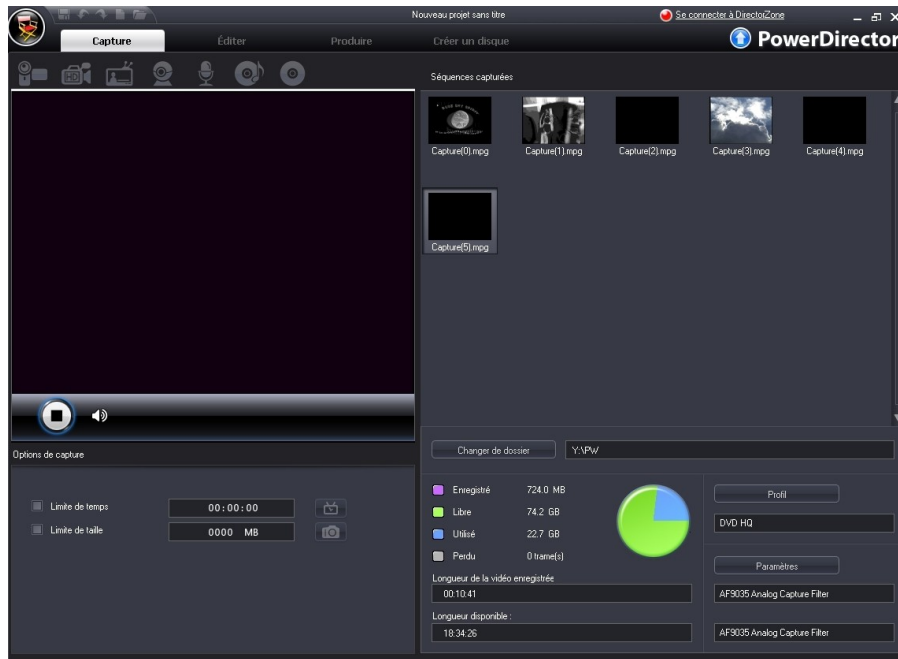 Nouveau projet sans titre
Se connecter à DirectorZone
Capture
Éditer
Produire
Créer un disque
PowerDirector
HD
Séquences capturées
Capture(0).mpg
Capture(1).mpg
Capture(2).mpg
Capture(3).mpg
Capture(4).mpg
Capture(5).mpg
Changer de dossier
Y:\PW
Options de capture
Limite de temps
00:00:00
Limite de taille
0000 MB
Enregistré 724.0 MB
Libre 74.2 GB
Utilisé 22.7 GB
Perdu 0 trame(s)
Longueur de la vidéo enregistrée
00:10:41
Longueur disponible :
18:34:26
Profil
DVD HQ
Paramètres
AF9035 Analog Capture Filter
AF9035 Analog Capture Filter